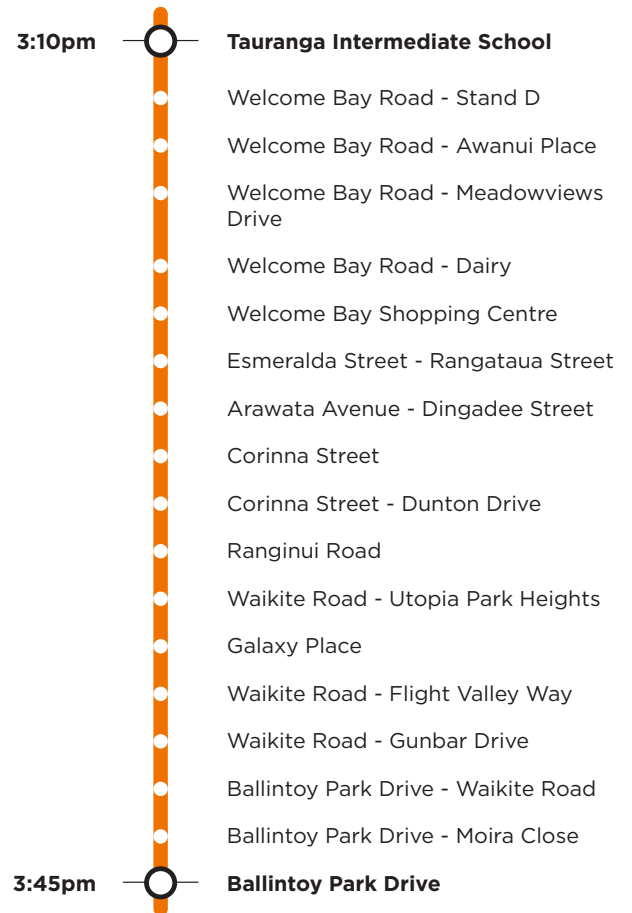 3:10pm Tauranga Intermediate School
Welcome Bay Road - Stand D
Welcome Bay Road - Awanui Place
Welcome Bay Road - Meadowviews
Drive
Welcome Bay Road - Dairy
Welcome Bay Shopping Centre
Esmeralda Street - Rangataua Street
Arawata Avenue - Dingadee Street
Corinna Street
Corinna Street - Dunton Drive
Ranginui Road
Waikite Road - Utopia Park Heights
Galaxy Place
Waikite Road - Flight Valley Way
Waikite Road - Gunbar Drive
Ballintoy Park Drive - Waikite Road
Ballintoy Park Drive - Moira Close
3:45pm Ballintoy Park Drive